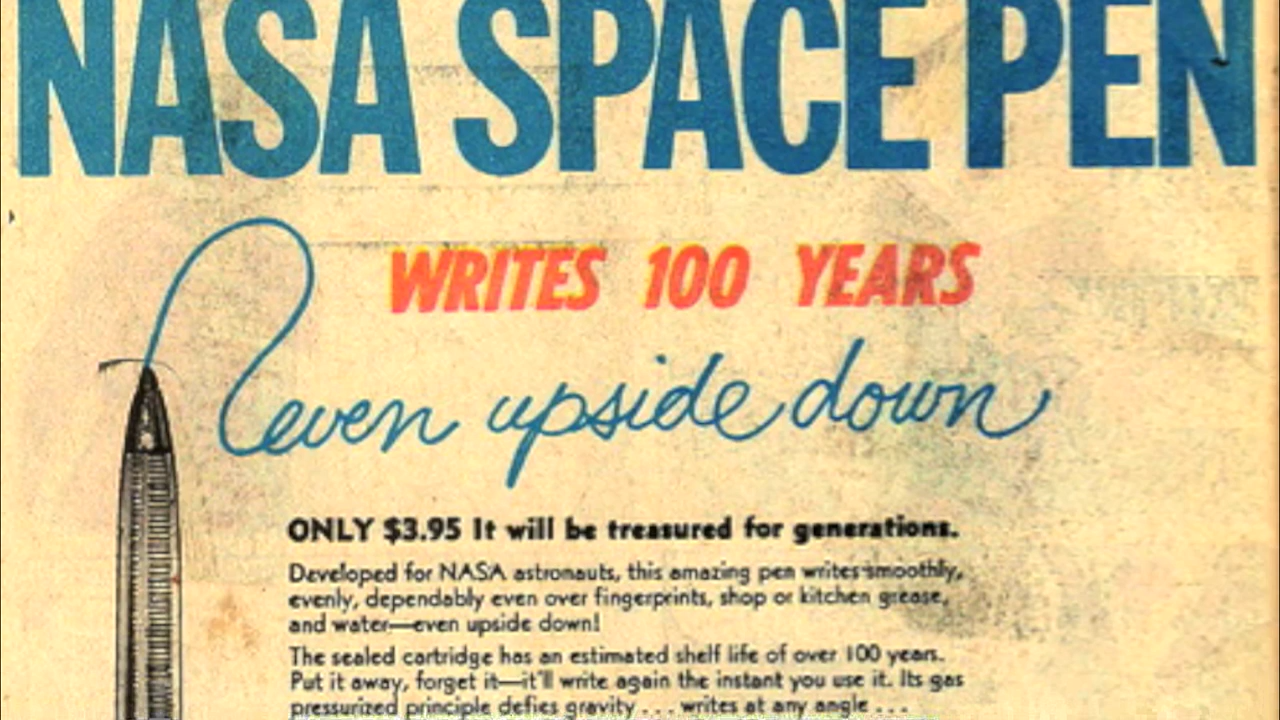 NASA SPACE PEN
WRITES 100 YEARS
even upside down
ONLY $3.95 It will be treasured for generations.
Developed for NASA astronauts, this amazing pen writes smoothly,
evenly, dependably even over fingerprints, shop or kitchen grease,
and water—even upside down!
The sealed cartridge has an estimated shelf life of over 100 years.
Put it away, forget it—it'll write again the instant you use it. Its gas
pressurized principle defies gravity . . . writes at any angle . . .